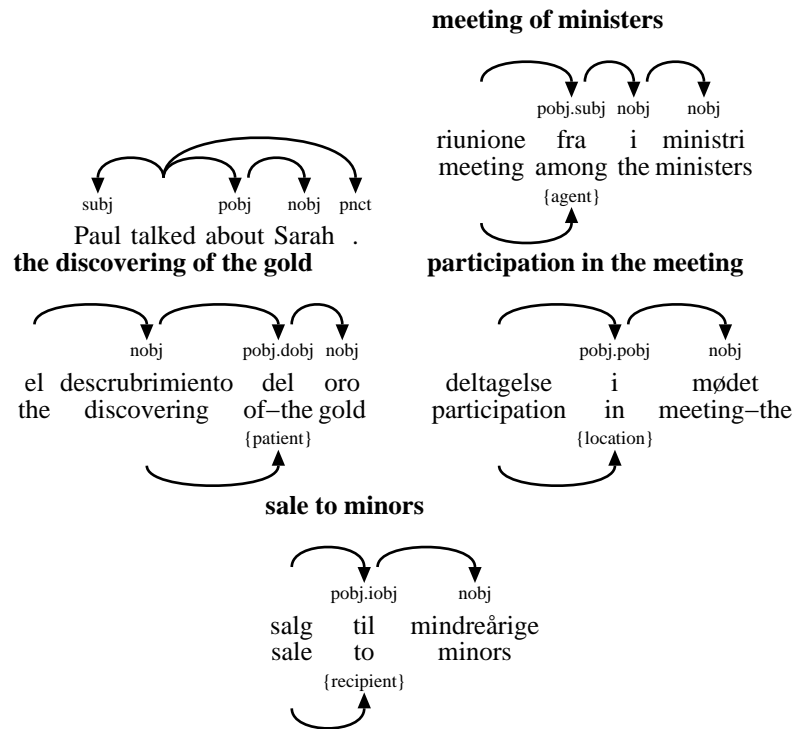 meeting of ministers
pobj.subj nobj nobj
riunione fra i ministri
meeting among the ministers
{agent}
subj pobj nobj pnct
Paul talked about Sarah .
the discovering of the gold
nobj pobj.dobj nobj
el descrubrimiento del oro
the discovering of−the gold
{patient}
participation in the meeting
pobj.pobj nobj
deltagelse i mødet
participation in meeting−the
{location}
sale to minors
pobj.iobj nobj
salg til mindreårige
sale to minors
{recipient}